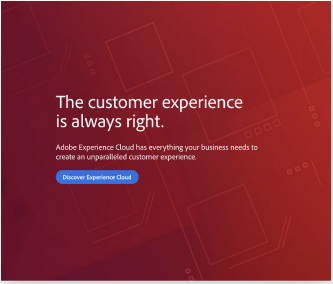 The customer experience
is always right.
Adobe Experience Cloud has everything your business needs to
create an unparalleled customer experience.
Discover Experience Cloud